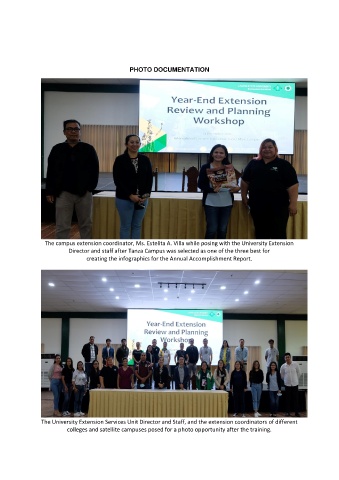 PHOTO DOCUMENTATION
Year-End Extension
Review and Planning
Workshop
The campus extension coordinator, Ms. Estelita A. Villa while posing with the University Extension
Director and staff after Tanza Campus was selected as one of the three best for
creating the infographics for the Annual Accomplishment Report.
Year-End Extension
Review and Planning
Workshop
The University Extension Services Unit Director and Staff, and the extension coordinators of different
colleges and satellite campuses posed for a photo opportunity after the training.